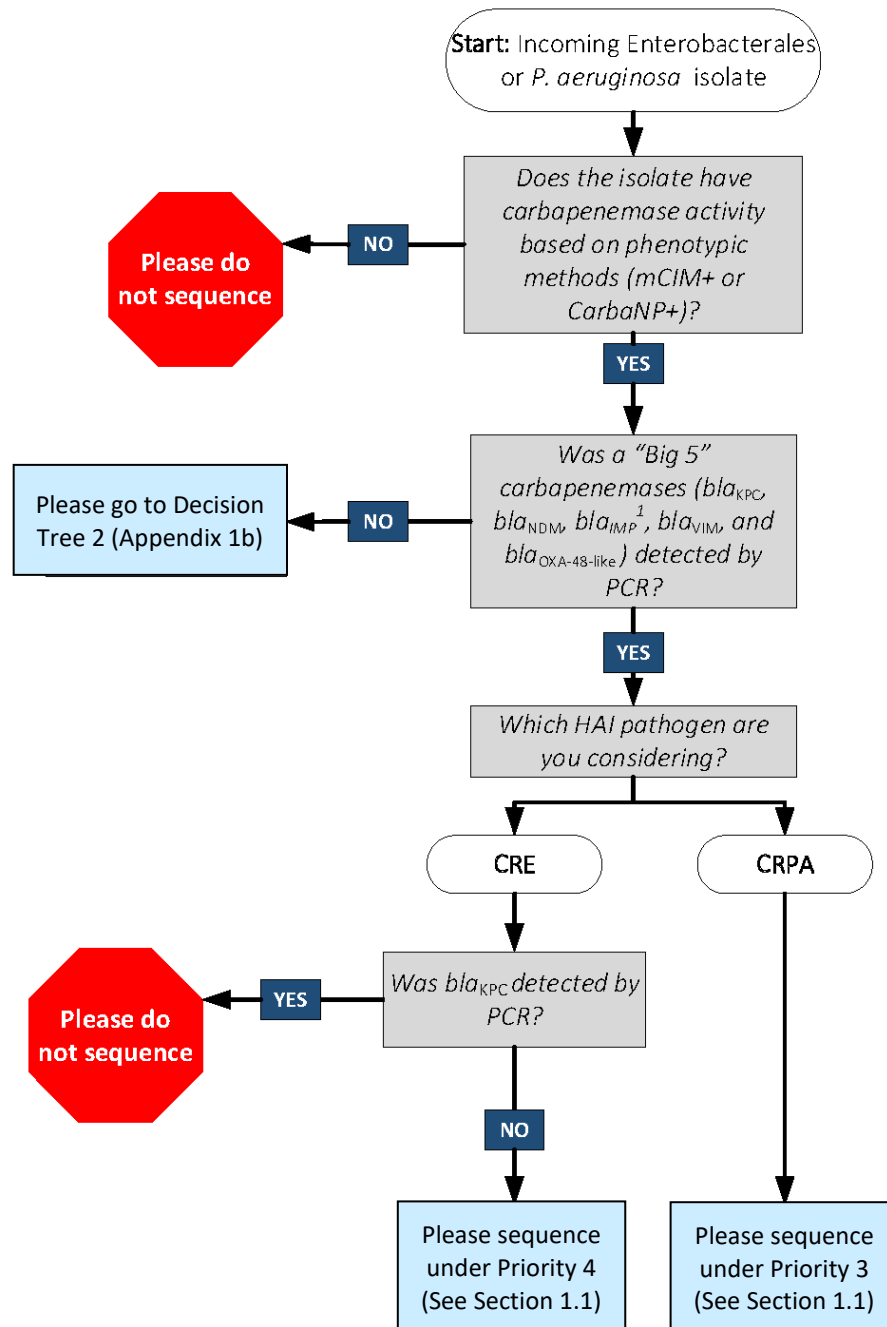 Start: Incoming Enterobacterales
or P. aeruginosa isolate
Does the isolate have
carbapenemase activity
based on phenotypic
methods (mCIM+ or
CarbaNP+)?
NO
Please do
not sequence
YES
Was a “Big 5”
carbapenemases (blaKPC,
blaNDM, blaIMP1, blaVIM, and
blaOXA-48-like) detected by
PCR?
NO
Please go to Decision
Tree 2 (Appendix 1b)
YES
Which HAI pathogen are
you considering?
CRE
CRPA
Was blaKPC detected by
PCR?
YES
Please do
not sequence
NO
Please sequence
under Priority 4
(See Section 1.1)
Please sequence
under Priority 3
(See Section 1.1)